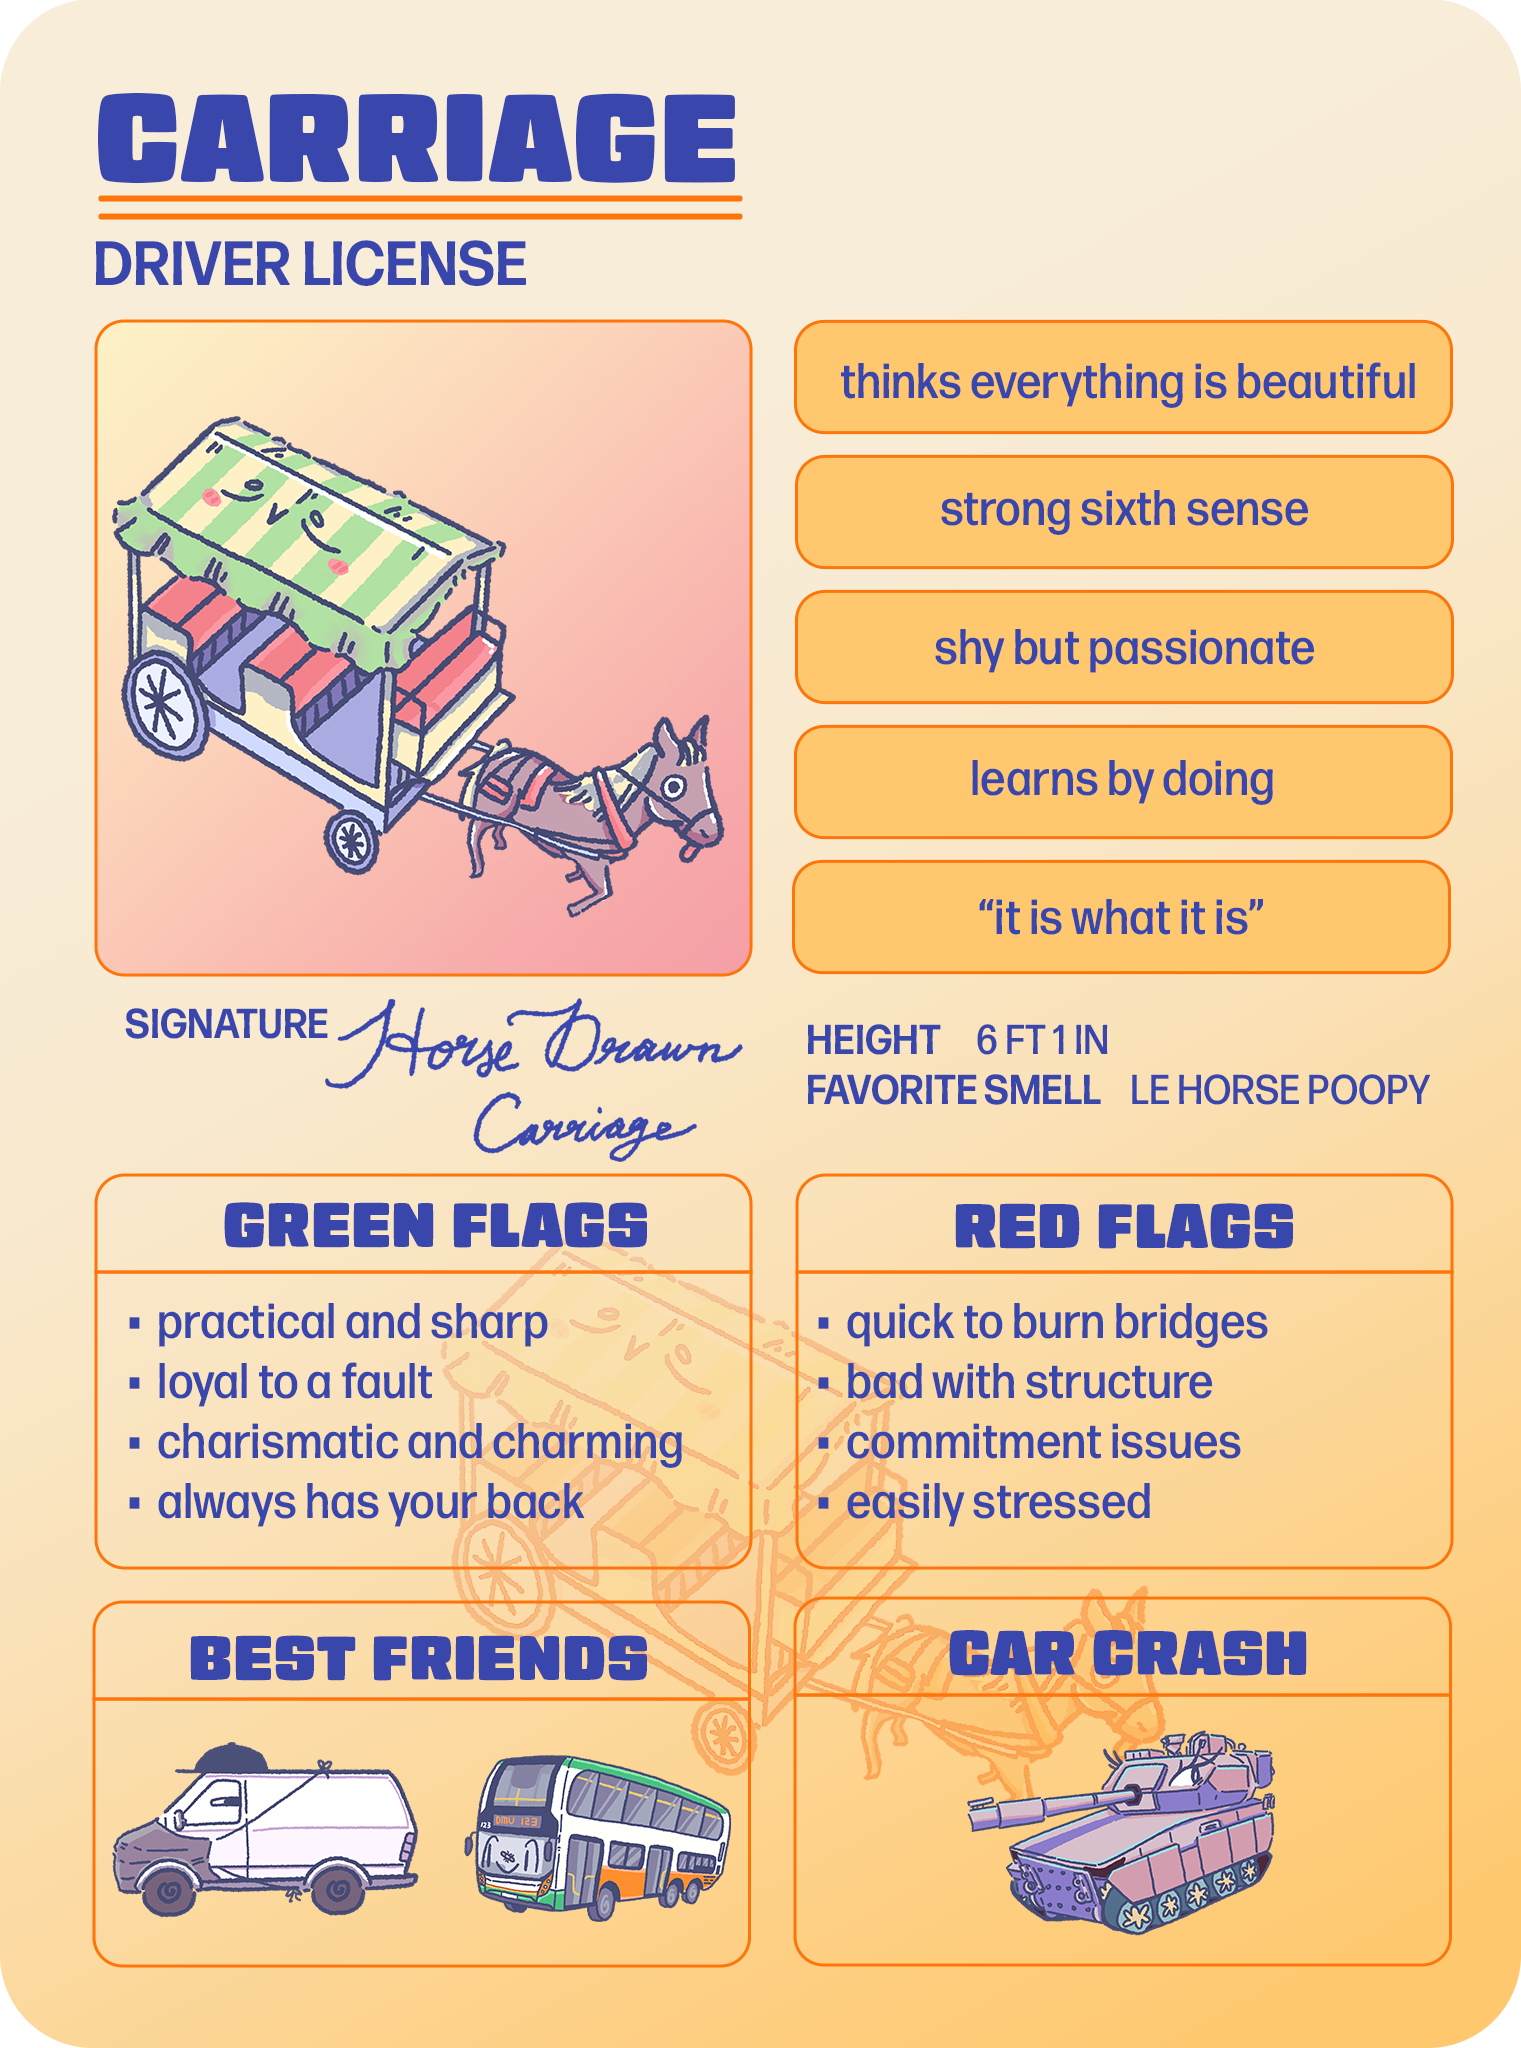 CARRIAGE
DRIVER LICENSE
thinks everything is beautiful
strong sixth sense
shy but passionate
learns by doing
“it is what it is”
SIGNATURE Horse Drawn
Carriage
HEIGHT 6 FT 1 IN
FAVORITE SMELL LE HORSE POOPY
GREEN FLAGS
▪ practical and sharp
▪ loyal to a fault
▪ charismatic and charming
▪ always has your back
RED FLAGS
▪ quick to burn bridges
▪ bad with structure
▪ commitment issues
▪ easily stressed
BEST FRIENDS
123 DMV 123
CAR CRASH